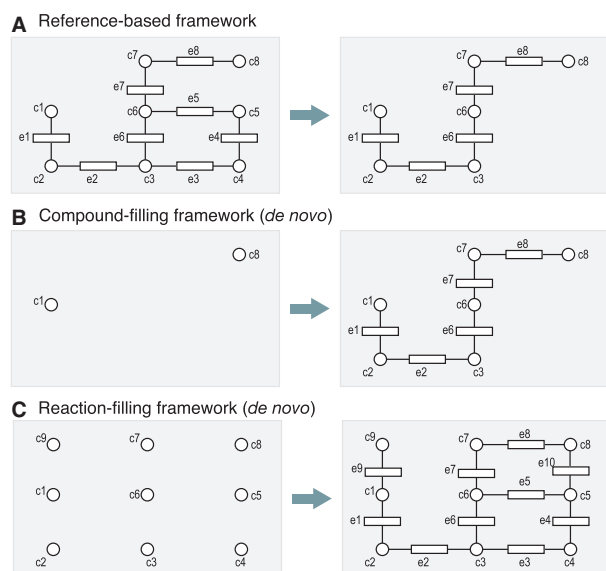 A Reference-based framework
c7 e8 c8
e7
c1 c6 e5 c5
e1 e6 e4
c2 e2 c3 e3 c4
c7 e8 c8
e7
c1 c6
e1 e6
c2 e2 c3
B Compound-filling framework (de novo)
c8
c1
c7 e8 c8
e7
c1 c6
e1 e6
c2 e2 c3
C Reaction-filling framework (de novo)
c9 c7 c8
c1 c6 c5
c2 c3 c4
c9 c7 e8 c8
e9 e7 e10
c1 c6 e5 c5
e1 e6 e4
c2 e2 c3 e3 c4